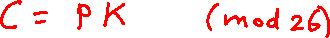 C = PK (mod 26)